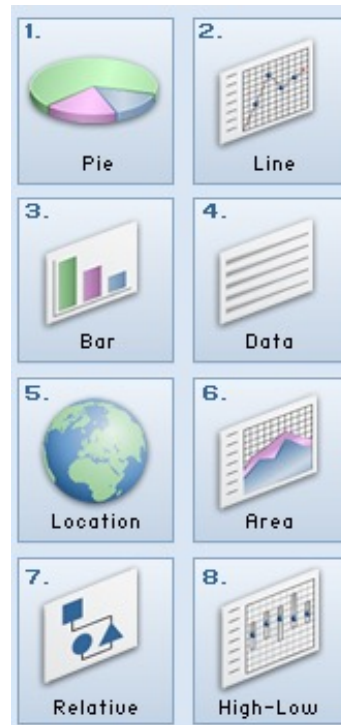 1.
Pie
2.
Line
3.
Bar
4.
Data
5.
Location
6.
Area
7.
Relative
8.
High-Low